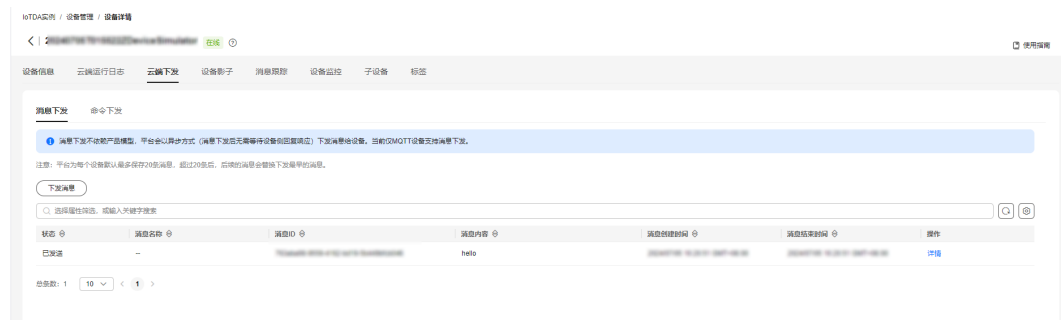 IoTDA实例 / 设备管理 / 设备详情
在线
使用指南
设备信息 云端运行日志 云端下发 设备影子 消息跟踪 设备监控 子设备 标签
消息下发 命令下发
消息下发不依赖产品模型，平台会以异步方式（消息下发后无需等待设备侧回复响应）下发消息给设备。当前仅MQTT设备支持消息下发。
注意：平台为每个设备默认最多保存20条消息，超过20条后，后续的消息会替换下发最早的消息。
下发消息
选择属性筛选，或输入关键字搜索
状态 消息名称 消息ID 消息内容 消息创建时间 消息结束时间 操作
已发送 -- hello 详情
总条数：1 10 1